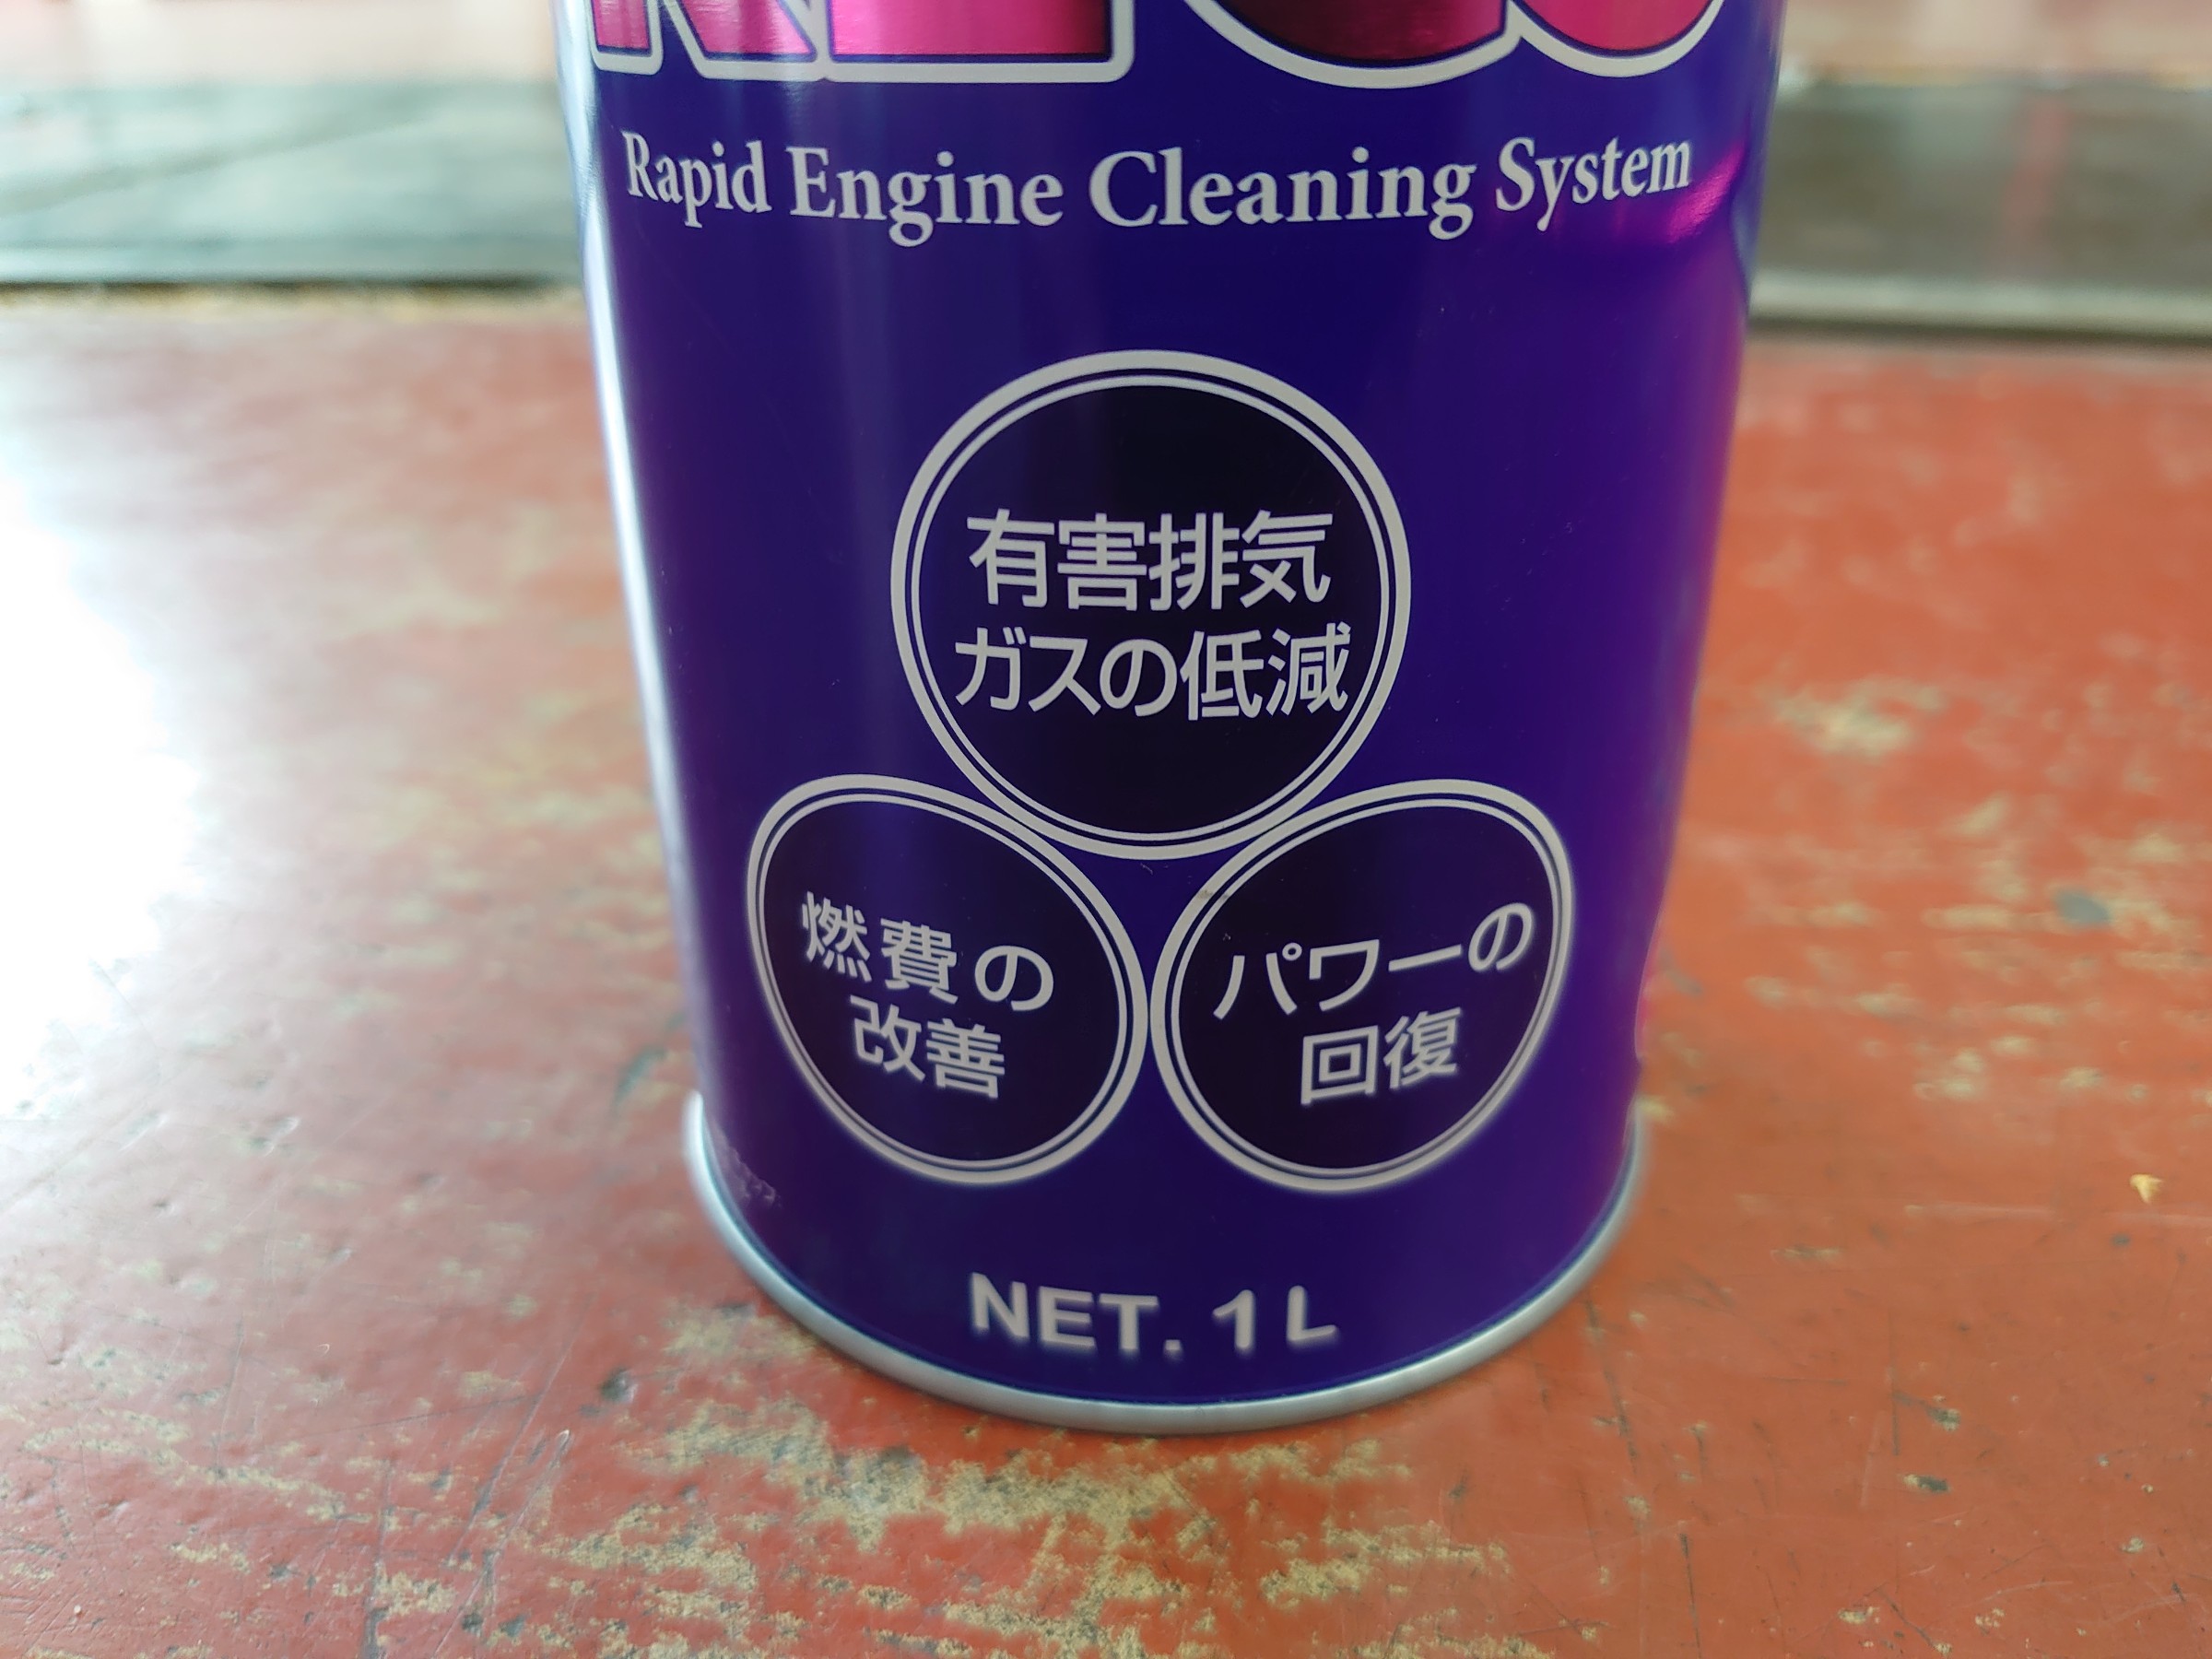 Rapid Engine Cleaning System
有害排気
ガスの低減
燃費の
改善
パワーの
回復
NET. 1L